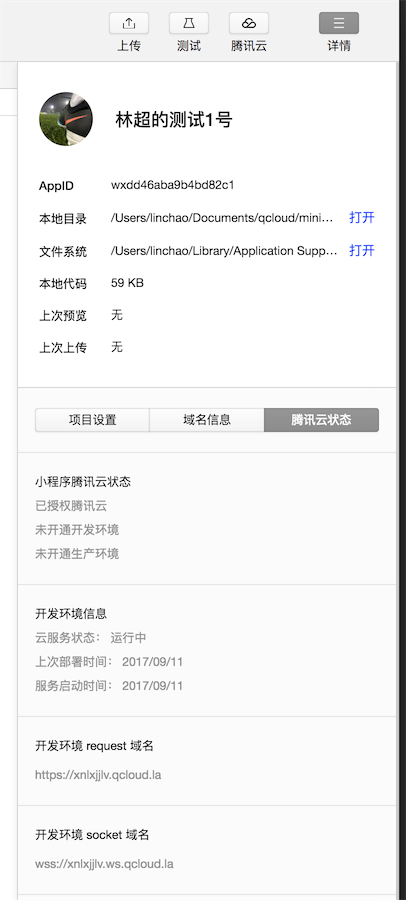 上传 测试 腾讯云 详情
林超的测试1号
AppID wxdd46aba9b4bd82c1
本地目录 /Users/linchao/Documents/qcloud/mini... 打开
文件系统 /Users/linchao/Library/Application Supp... 打开
本地代码 59 KB
上次预览 无
上次上传 无
项目设置 域名信息 腾讯云状态
小程序腾讯云状态
已授权腾讯云
未开通开发环境
未开通生产环境
开发环境信息
云服务状态： 运行中
上次部署时间： 2017/09/11
服务启动时间： 2017/09/11
开发环境 request 域名
https://xnlxjjlv.qcloud.la
开发环境 socket 域名
wss://xnlxjjlv.ws.qcloud.la